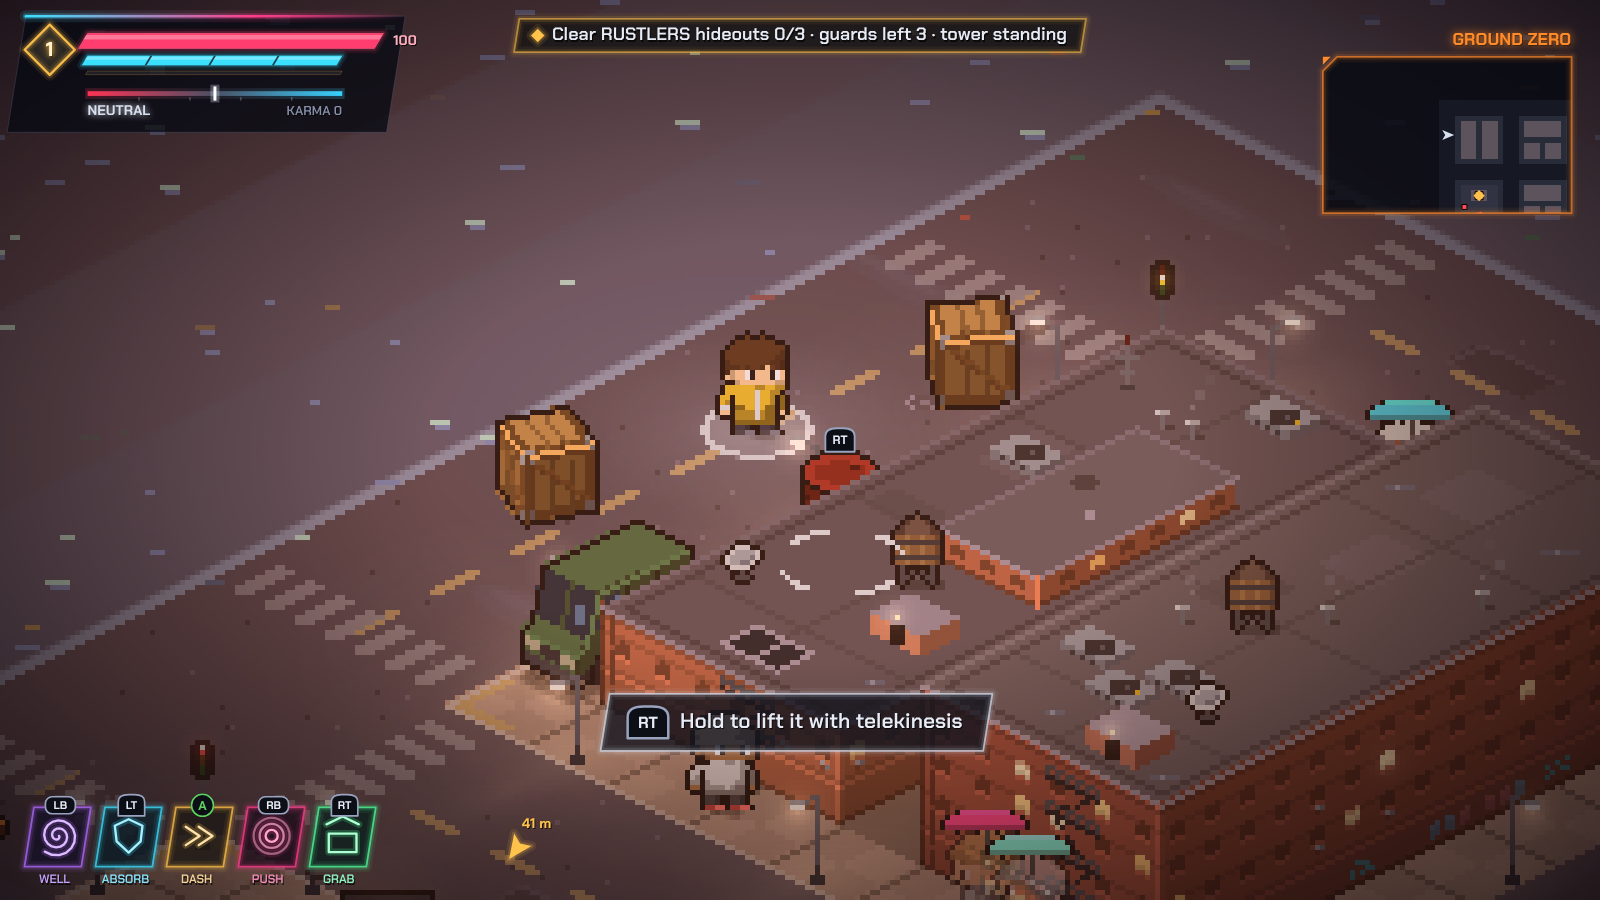 1
100
NEUTRAL
KARMA 0
Clear RUSTLERS hideouts 0/3 · guards left 3 · tower standing
GROUND ZERO
RT
RT Hold to lift it with telekinesis
41 m
LB
LT
A
RB
RT
WELL
ABSORB
DASH
PUSH
GRAB